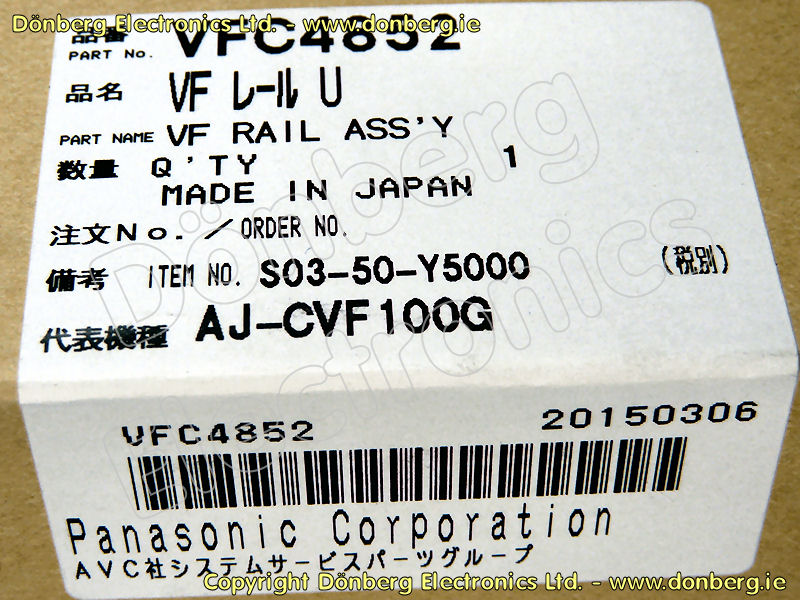 Dönberg Electronics Ltd. - www.donberg.ie
品番
PART No. VFC4852
品名 VF レール U
PART NAME VF RAIL ASS'Y
数量 Q'TY 1
MADE IN JAPAN
注文No./ORDER NO.
備考 ITEM NO. S03-50-Y5000 (税別)
代表機種 AJ-CVF100G
Dönberg Electronics
VFC4852 20150306
Panasonic Corporation
AVC社システムサービスパーツグループ
Copyright Dönberg Electronics Ltd. - www.donberg.ie